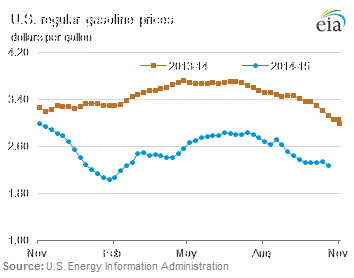 U.S. regular gasoline prices
eia
dollars per gallon
4.20
2013-14
2014-15
3.40
2.60
1.80
1.00
Nov
Feb
May
Aug
Nov
Source: U.S. Energy Information Administration